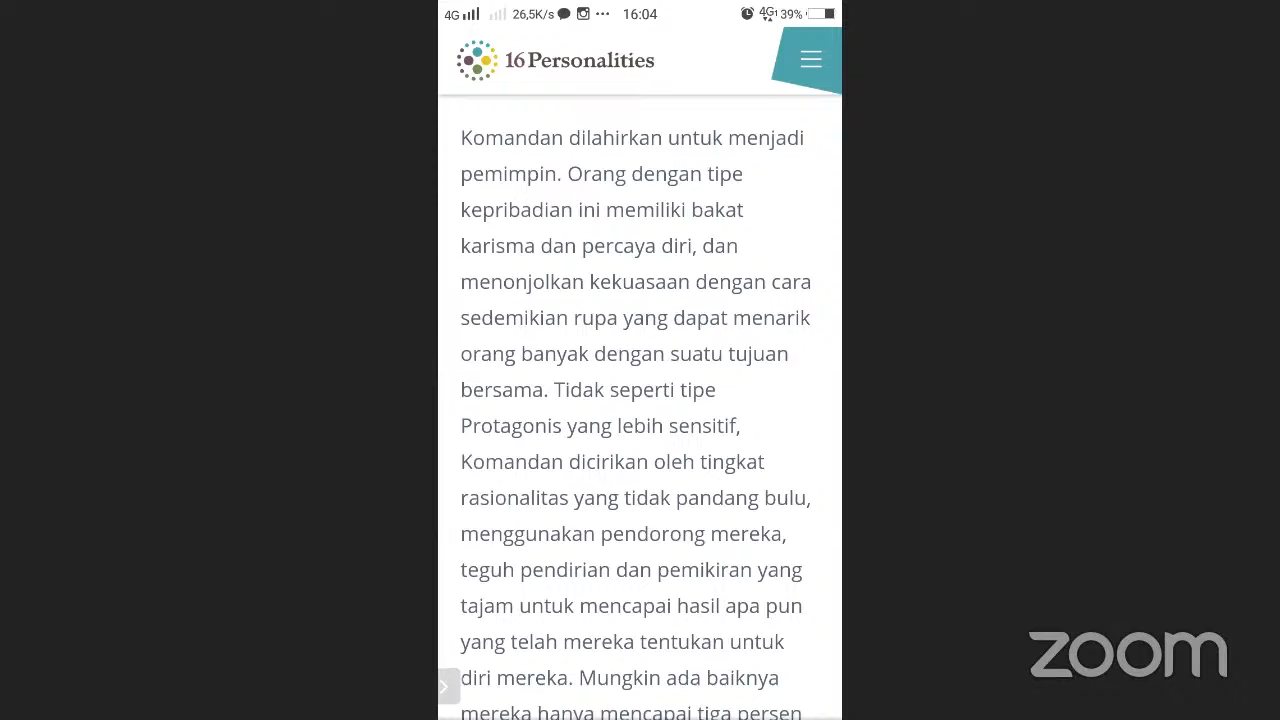 4G 26,5K/s 16:04 4G 39%
16Personalities
Komandan dilahirkan untuk menjadi
pemimpin. Orang dengan tipe
kepribadian ini memiliki bakat
karisma dan percaya diri, dan
menonjolkan kekuasaan dengan cara
sedemikian rupa yang dapat menarik
orang banyak dengan suatu tujuan
bersama. Tidak seperti tipe
Protagonis yang lebih sensitif,
Komandan dicirikan oleh tingkat
rasionalitas yang tidak pandang bulu,
menggunakan pendorong mereka,
teguh pendirian dan pemikiran yang
tajam untuk mencapai hasil apa pun
yang telah mereka tentukan untuk
diri mereka. Mungkin ada baiknya
mereka hanya mencapai tiga persen
zoom